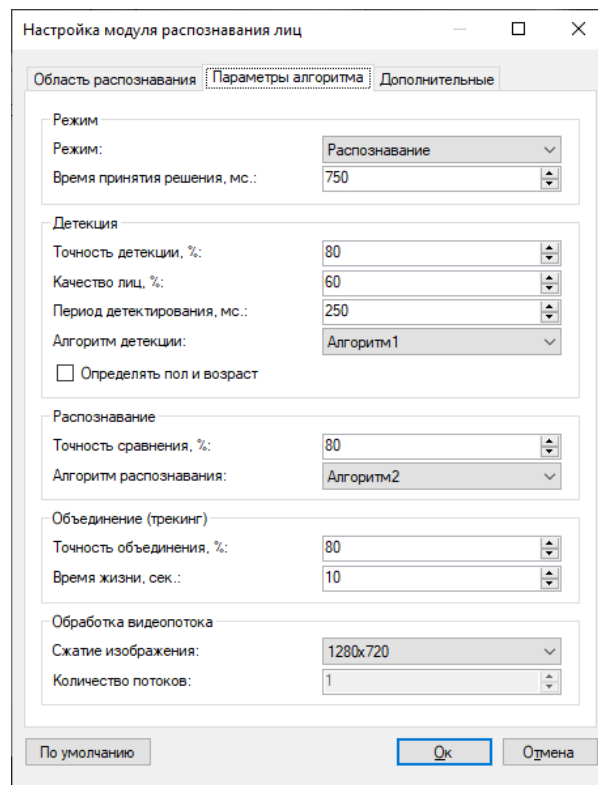 Настройка модуля распознавания лиц
Область распознавания Параметры алгоритма Дополнительные
Режим
Режим: Распознавание
Время принятия решения, мс.: 750
Детекция
Точность детекции, %: 80
Качество лиц, %: 60
Период детектирования, мс.: 250
Алгоритм детекции: Алгоритм1
Определять пол и возраст
Распознавание
Точность сравнения, %: 80
Алгоритм распознавания: Алгоритм2
Объединение (трекинг)
Точность объединения, %: 80
Время жизни, сек.: 10
Обработка видеопотока
Сжатие изображения: 1280x720
Количество потоков: 1
По умолчанию Ок Отмена